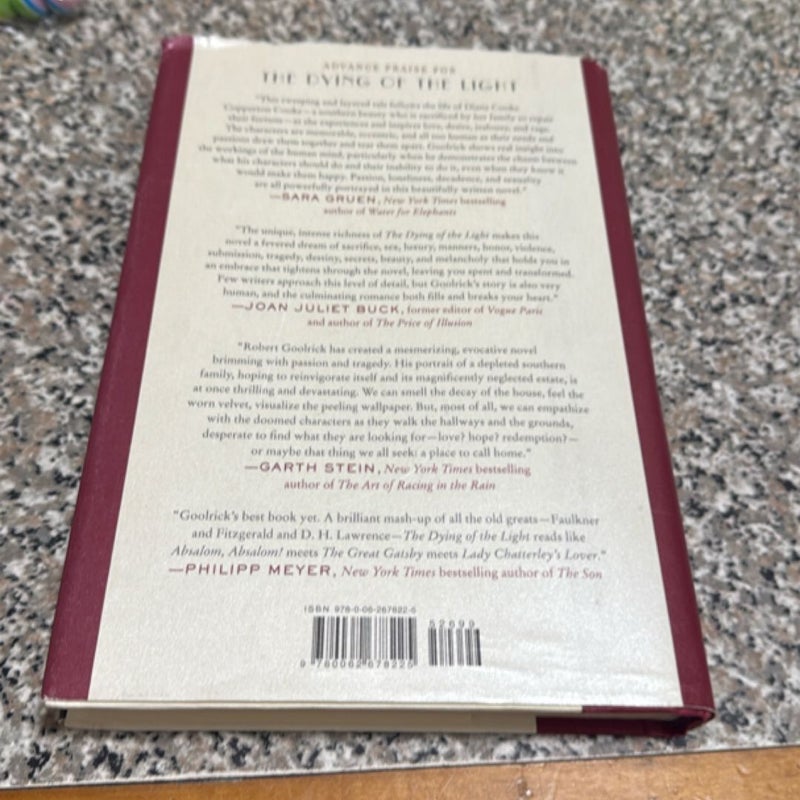 ADVANCE PRAISE FOR
THE DYING OF THE LIGHT
"This sweeping and layered tale follows the life of Diana Cooke
Copperton Cooke—a southern beauty who is sacrificed by her family to repair
their fortune—at the experiences and inspires love, desire, jealousy, and rage.
The characters are memorable, eccentric, and all too human as their needs and
passions draw them together and tear them apart. Goolrick shows real insight into
the workings of the human mind, particularly when he demonstrates the chasm between
what his characters should do and their inability to do it, even when they know it
would make them happy. Passion, loneliness, decadence, and sexuality
are all powerfully portrayed in this beautifully written novel."
—SARA GRUEN, New York Times bestselling
author of Water for Elephants
"The unique, intense richness of The Dying of the Light makes this
novel a fevered dream of sacrifice, sex, luxury, manners, honor, violence,
submission, tragedy, destiny, secrets, beauty, and melancholy that holds you in
an embrace that tightens through the novel, leaving you spent and transformed.
Few writers approach this level of detail, but Goolrick's story is also very
human, and the culminating romance both fills and breaks your heart."
—JOAN JULIET BUCK, former editor of Vogue Paris
and author of The Price of Illusion
"Robert Goolrick has created a mesmerizing, evocative novel
brimming with passion and tragedy. His portrait of a depleted southern
family, hoping to reinvigorate itself and its magnificently neglected estate, is
at once thrilling and devastating. We can smell the decay of the house, feel the
worn velvet, visualize the peeling wallpaper. But, most of all, we can empathize
with the doomed characters as they walk the hallways and the grounds,
desperate to find what they are looking for—love? hope? redemption?—
or maybe that thing we all seek: a place to call home."
—GARTH STEIN, New York Times bestselling
author of The Art of Racing in the Rain
"Goolrick's best book yet. A brilliant mash-up of all the old greats—Faulkner
and Fitzgerald and D. H. Lawrence—The Dying of the Light reads like
Absalom, Absalom! meets The Great Gatsby meets Lady Chatterley's Lover."
—PHILIPP MEYER, New York Times bestselling author of The Son
ISBN 978-0-06-267822-5
52699
9 780062 678225